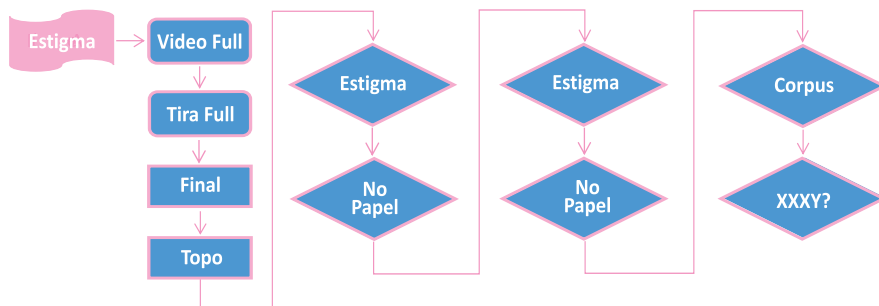 Estigma
Video Full
Tira Full
Final
Topo
Estigma
No
Papel
Estigma
No
Papel
Corpus
XXXY?